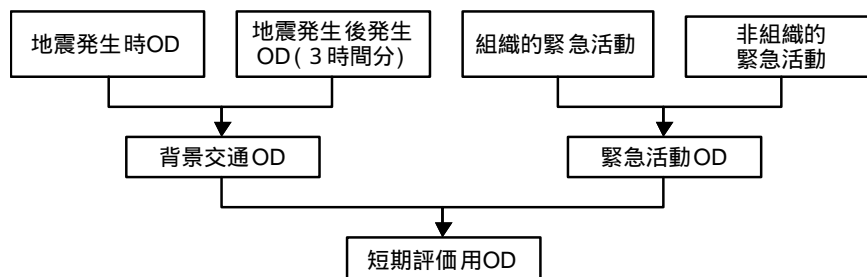 地震発生時OD
地震発生後発生
OD(３時間分)
組織的緊急活動
非組織的
緊急活動
背景交通OD
緊急活動OD
短期評価用OD